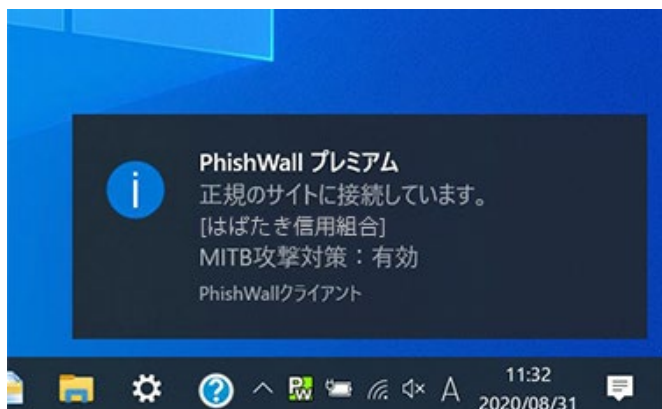 PhishWall プレミアム
正規のサイトに接続しています。
[はばたき信用組合]
MITB攻撃対策：有効
PhishWallクライアント
PW
A
11:32
2020/08/31